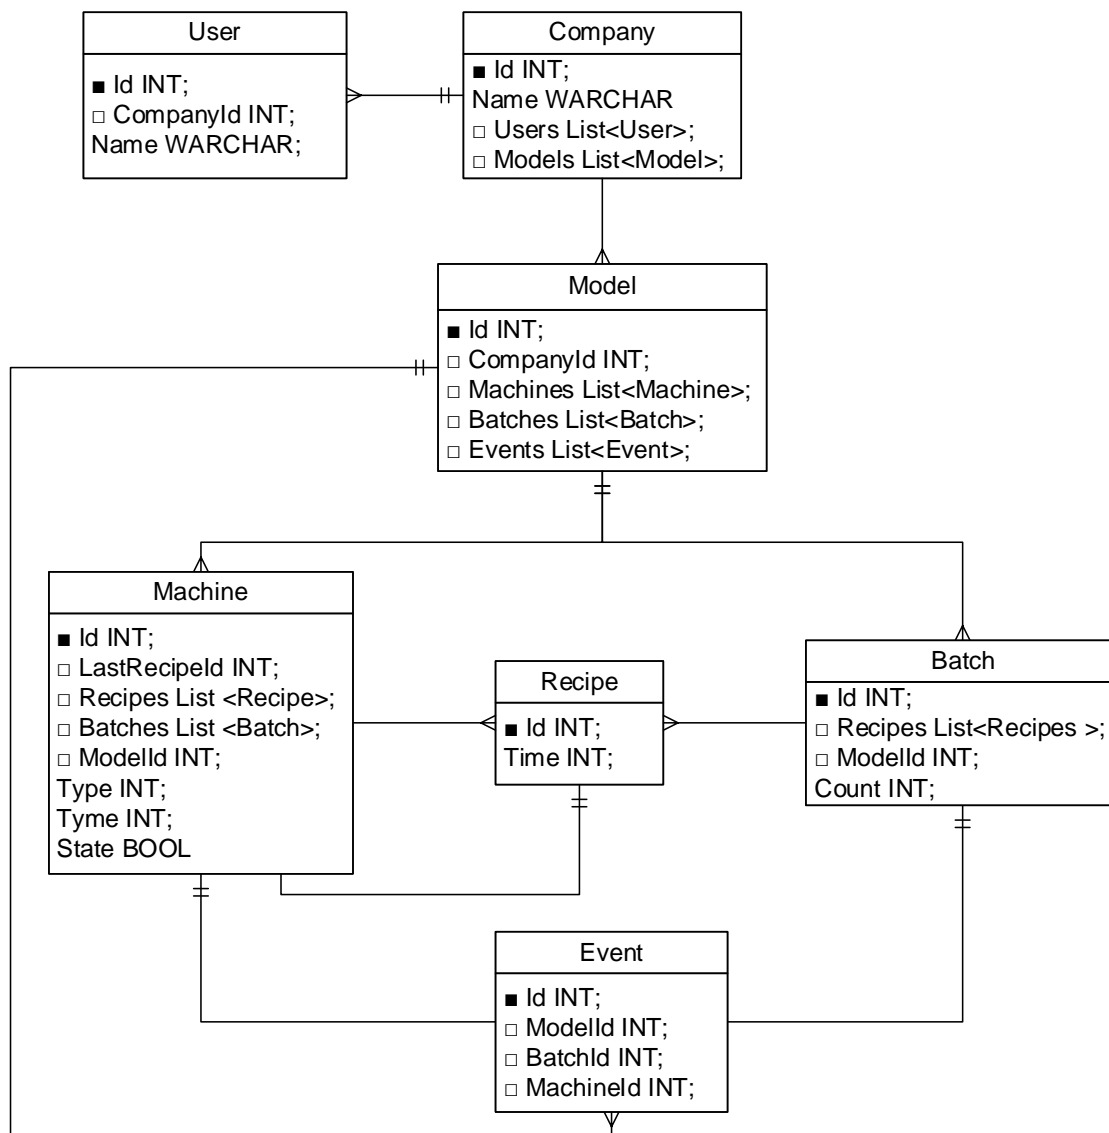 User
■ Id INT;
□ CompanyId INT;
Name WARCHAR;
Company
■ Id INT;
Name WARCHAR
□ Users List<User>;
□ Models List<Model>;
Model
■ Id INT;
□ CompanyId INT;
□ Machines List<Machine>;
□ Batches List<Batch>;
□ Events List<Event>;
Machine
■ Id INT;
□ LastRecipeId INT;
□ Recipes List <Recipe>;
□ Batches List <Batch>;
□ ModelId INT;
Type INT;
Tyme INT;
State BOOL
Recipe
■ Id INT;
Time INT;
Batch
■ Id INT;
□ Recipes List<Recipes >;
□ ModelId INT;
Count INT;
Event
■ Id INT;
□ ModelId INT;
□ BatchId INT;
□ MachineId INT;